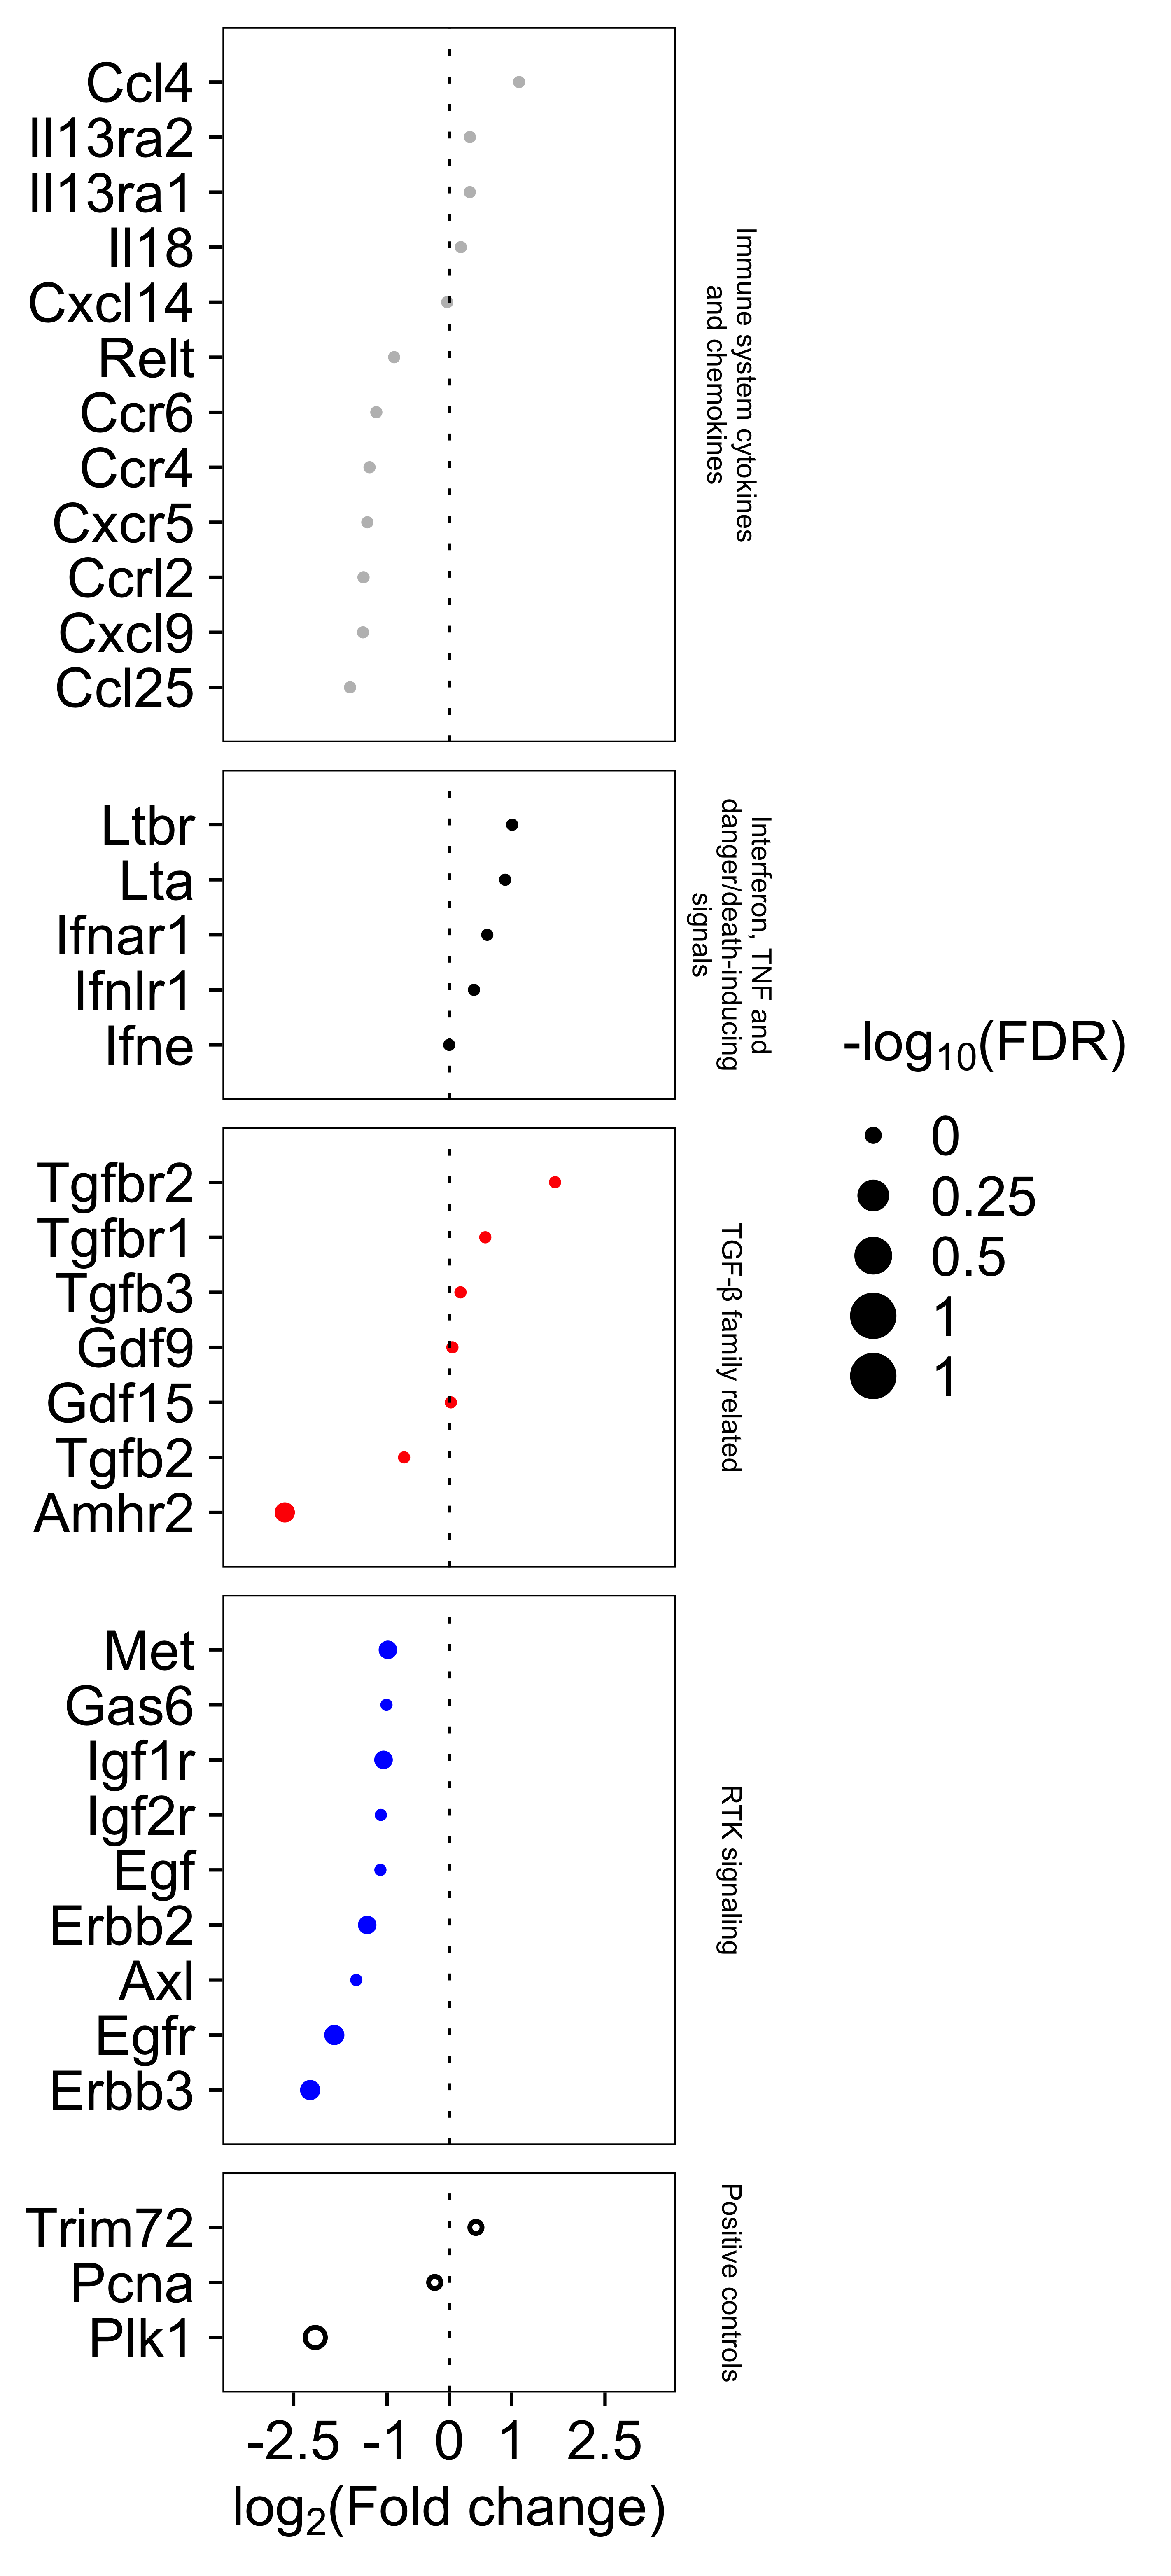 Ccl4
Il13ra2
Il13ra1
Il18
Cxcl14
Relt
Ccr6
Ccr4
Cxcr5
Ccrl2
Cxcl9
Ccl25
Immune system cytokines
and chemokines
Ltbr
Lta
Ifnar1
Ifnlr1
Ifne
Interferon, TNF and
danger/death-inducing
signals
Tgfbr2
Tgfbr1
Tgfb3
Gdf9
Gdf15
Tgfb2
Amhr2
TGF-β family related
Met
Gas6
Igf1r
Igf2r
Egf
Erbb2
Axl
Egfr
Erbb3
RTK signaling
Trim72
Pcna
Plk1
Positive controls
-2.5 -1 0 1 2.5
log2(Fold change)
-log10(FDR)
0
0.25
0.5
1
1